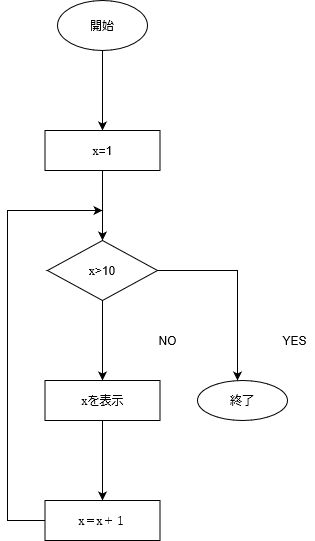 開始
x=1
x>10
NO
YES
xを表示
終了
x = x + 1